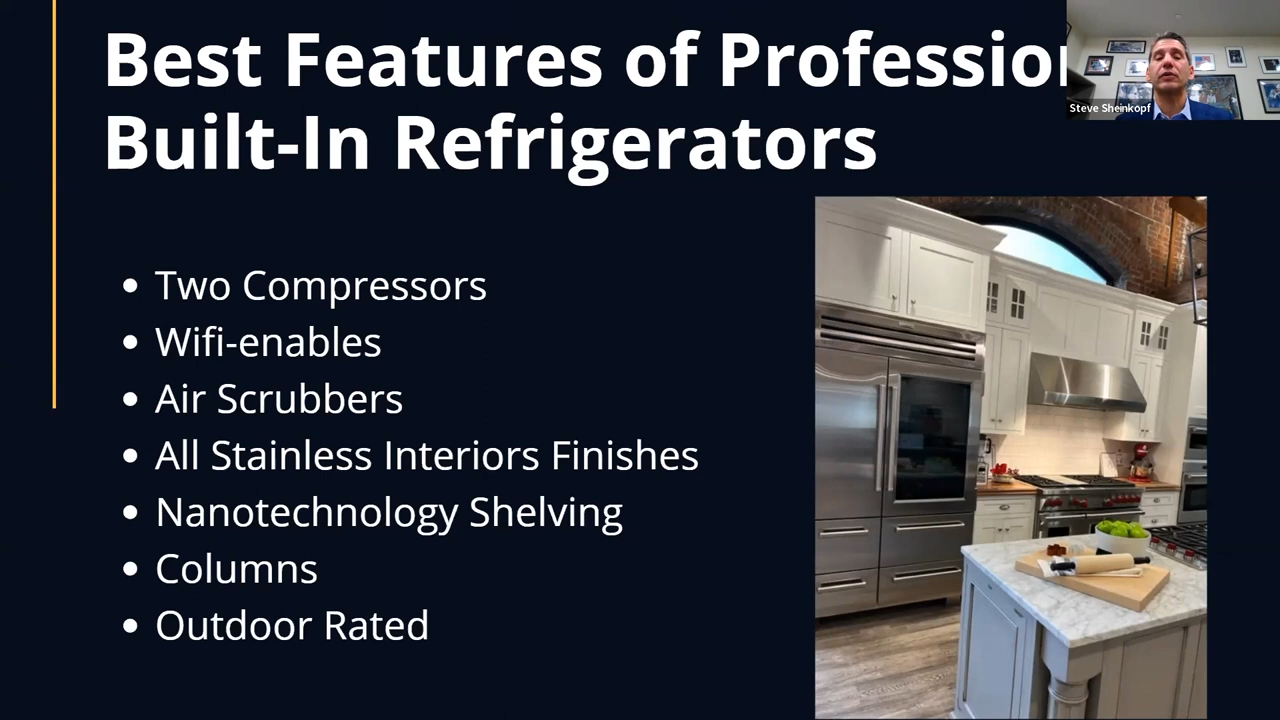 Best Features of Profession
Built-In Refrigerators
Steve Sheinkopf
Two Compressors
Wifi-enables
Air Scrubbers
All Stainless Interiors Finishes
Nanotechnology Shelving
Columns
Outdoor Rated